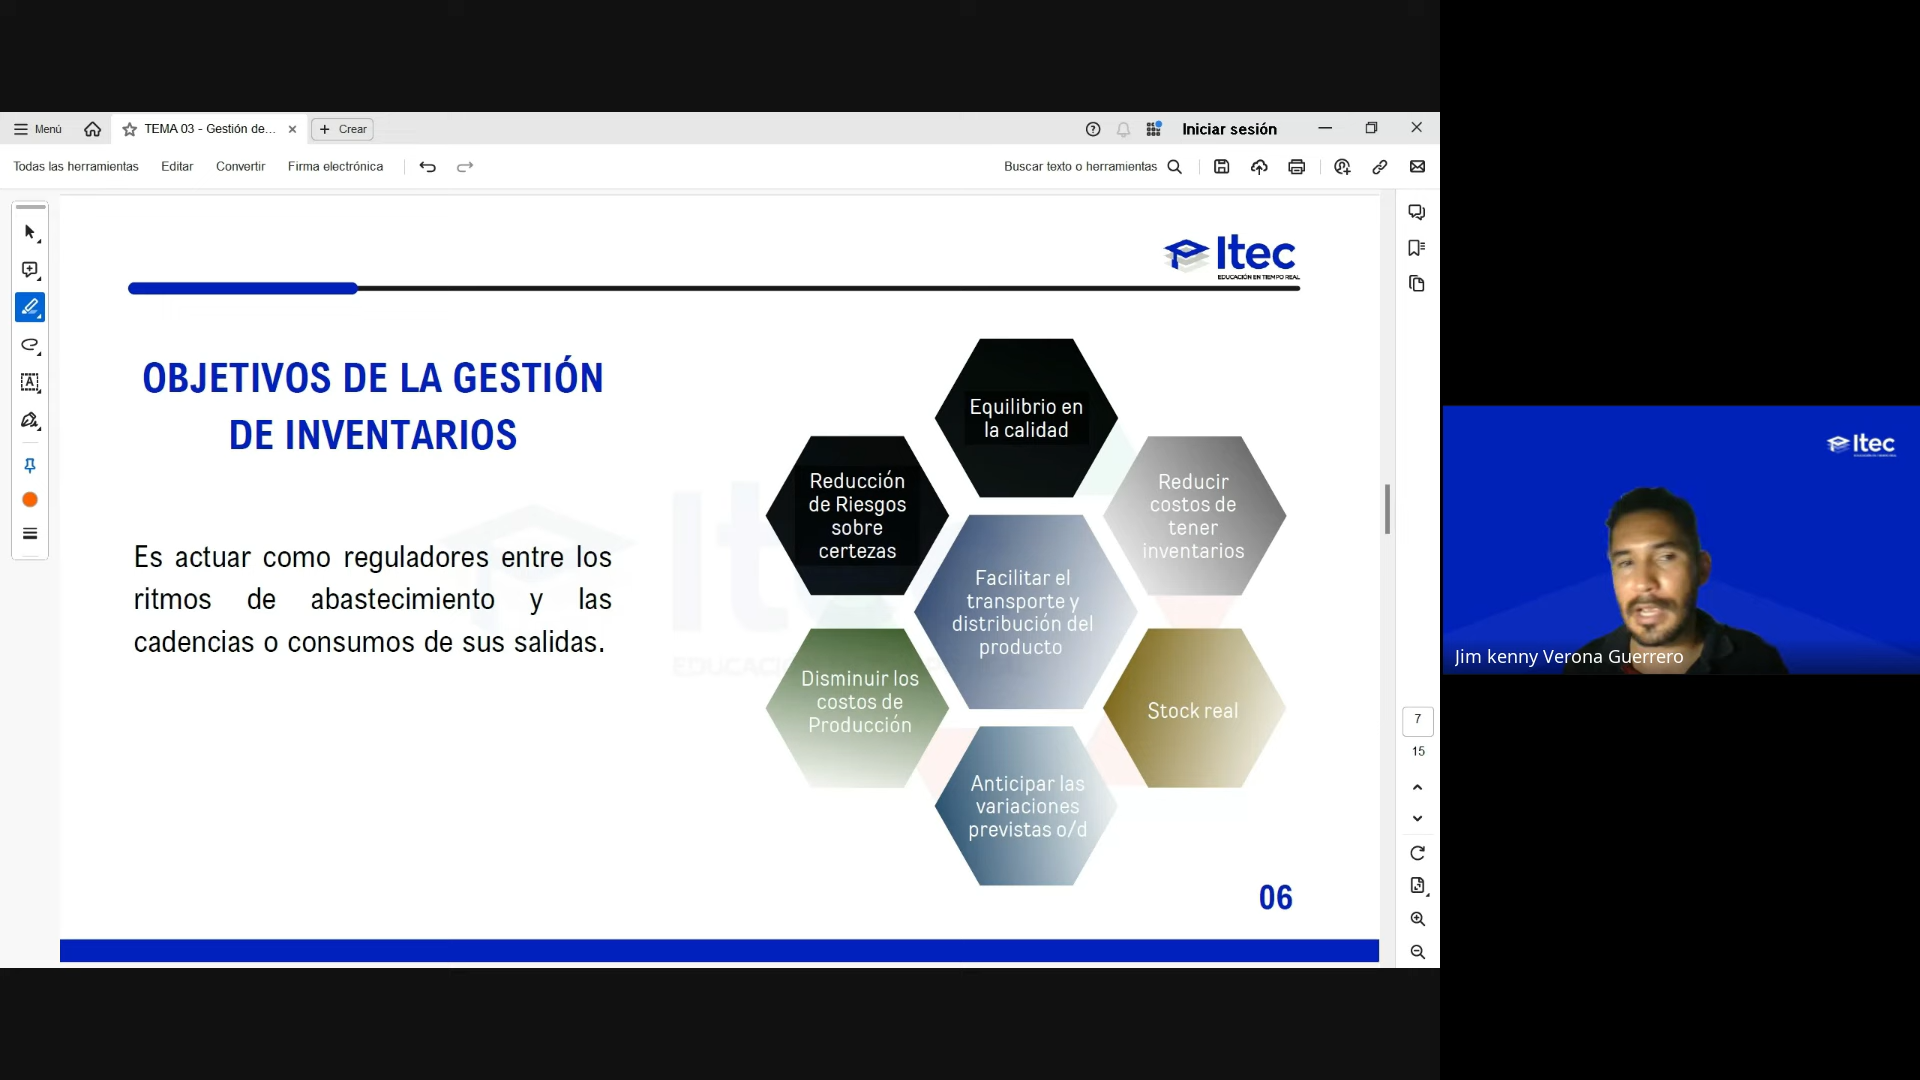 Menú
TEMA 03 - Gestión de...
Crear
Iniciar sesión
Todas las herramientas
Editar
Convertir
Firma electrónica
Buscar texto o herramientas
Itec
EDUCACIÓN EN TIEMPO REAL
OBJETIVOS DE LA GESTIÓN
DE INVENTARIOS
Es actuar como reguladores entre los
ritmos de abastecimiento y las
cadencias o consumos de sus salidas.
Equilibrio en
la calidad
Reducción
de Riesgos
sobre
certezas
Reducir
costos de
tener
inventarios
Facilitar el
transporte y
distribución del
producto
Disminuir los
costos de
Producción
Stock real
Anticipar las
variaciones
previstas o/d
06
7
15
Itec
Jim kenny Verona Guerrero